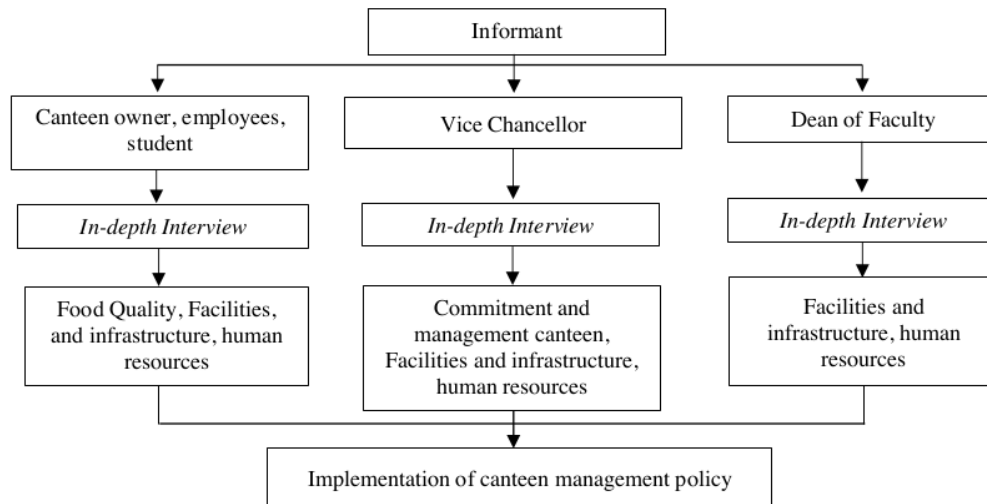 Informant
Canteen owner, employees,
student
Vice Chancellor
Dean of Faculty
In-depth Interview
In-depth Interview
In-depth Interview
Food Quality, Facilities,
and infrastructure, human
resources
Commitment and
management canteen,
Facilities and infrastructure,
human resources
Facilities and
infrastructure, human
resources
Implementation of canteen management policy